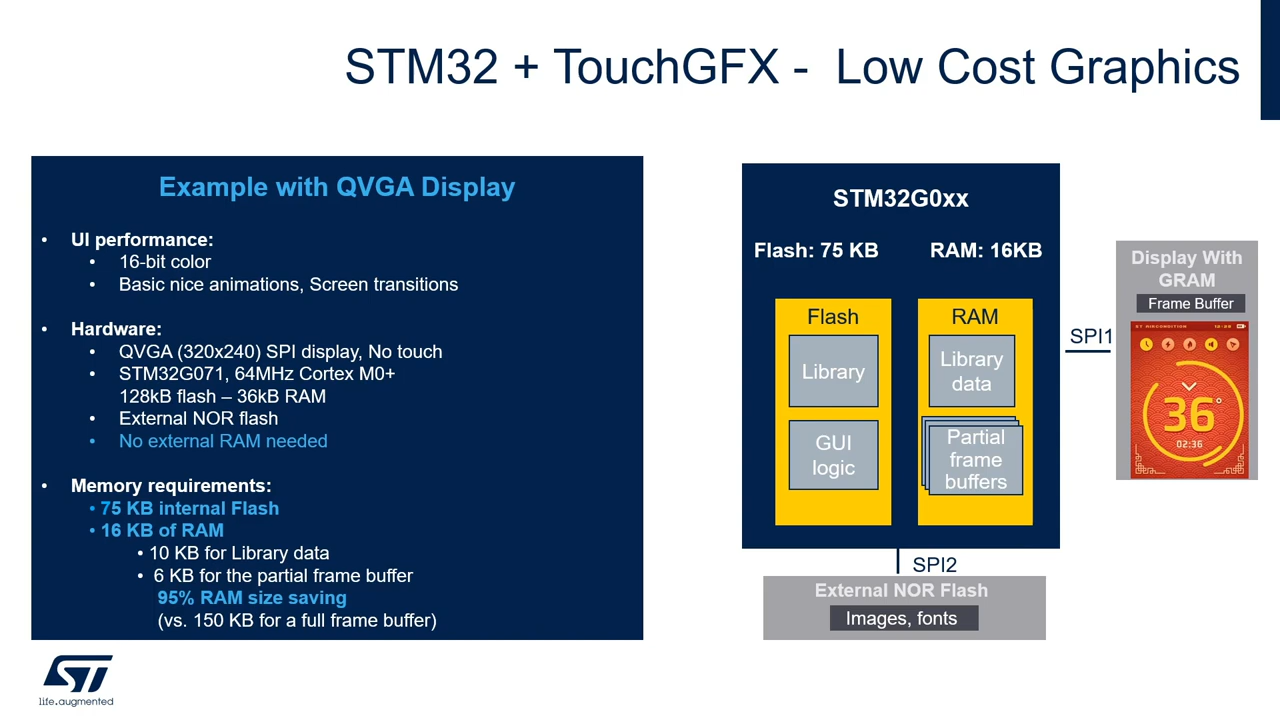 STM32 + TouchGFX - Low Cost Graphics
Example with QVGA Display
• UI performance:
• 16-bit color
• Basic nice animations, Screen transitions
• Hardware:
• QVGA (320x240) SPI display, No touch
• STM32G071, 64MHz Cortex M0+
128kB flash – 36kB RAM
• External NOR flash
• No external RAM needed
• Memory requirements:
• 75 KB internal Flash
• 16 KB of RAM
• 10 KB for Library data
• 6 KB for the partial frame buffer
95% RAM size saving
(vs. 150 KB for a full frame buffer)
STM32G0xx
Flash: 75 KB
RAM: 16KB
Flash
Library
GUI
logic
RAM
Library
data
Partial
frame
buffers
SPI1
Display With
GRAM
Frame Buffer
ST AIRCONDITION
12:28
36°
02:36
SPI2
External NOR Flash
Images, fonts
ST
life.augmented